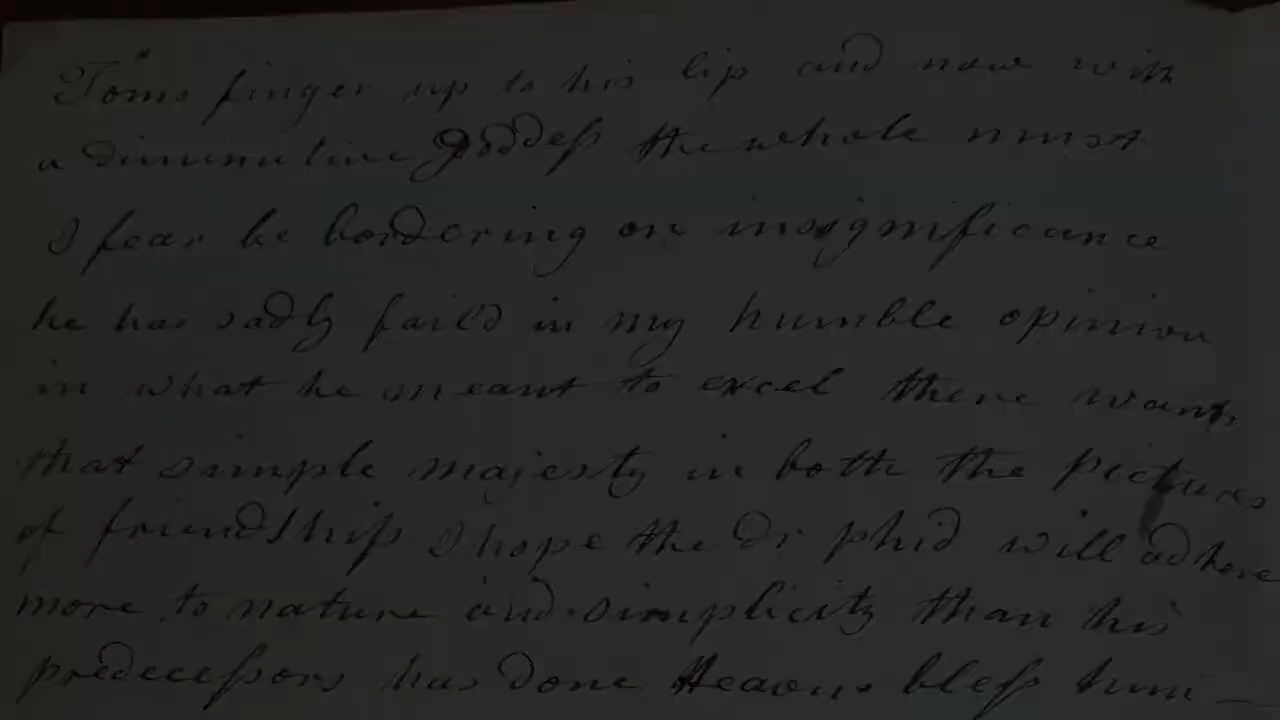 Toms finger up to his lip and now with
a diminutive Goddess the whole must
I fear be bordering on insignificance
he has sadly faild in my humble opinion
in what he meant to excel there wants
that simple majesty in both the pictures
of friendship I hope the Dr phid will adhere
more to nature and simplicity than his
predecessors has done Heavens bless him —